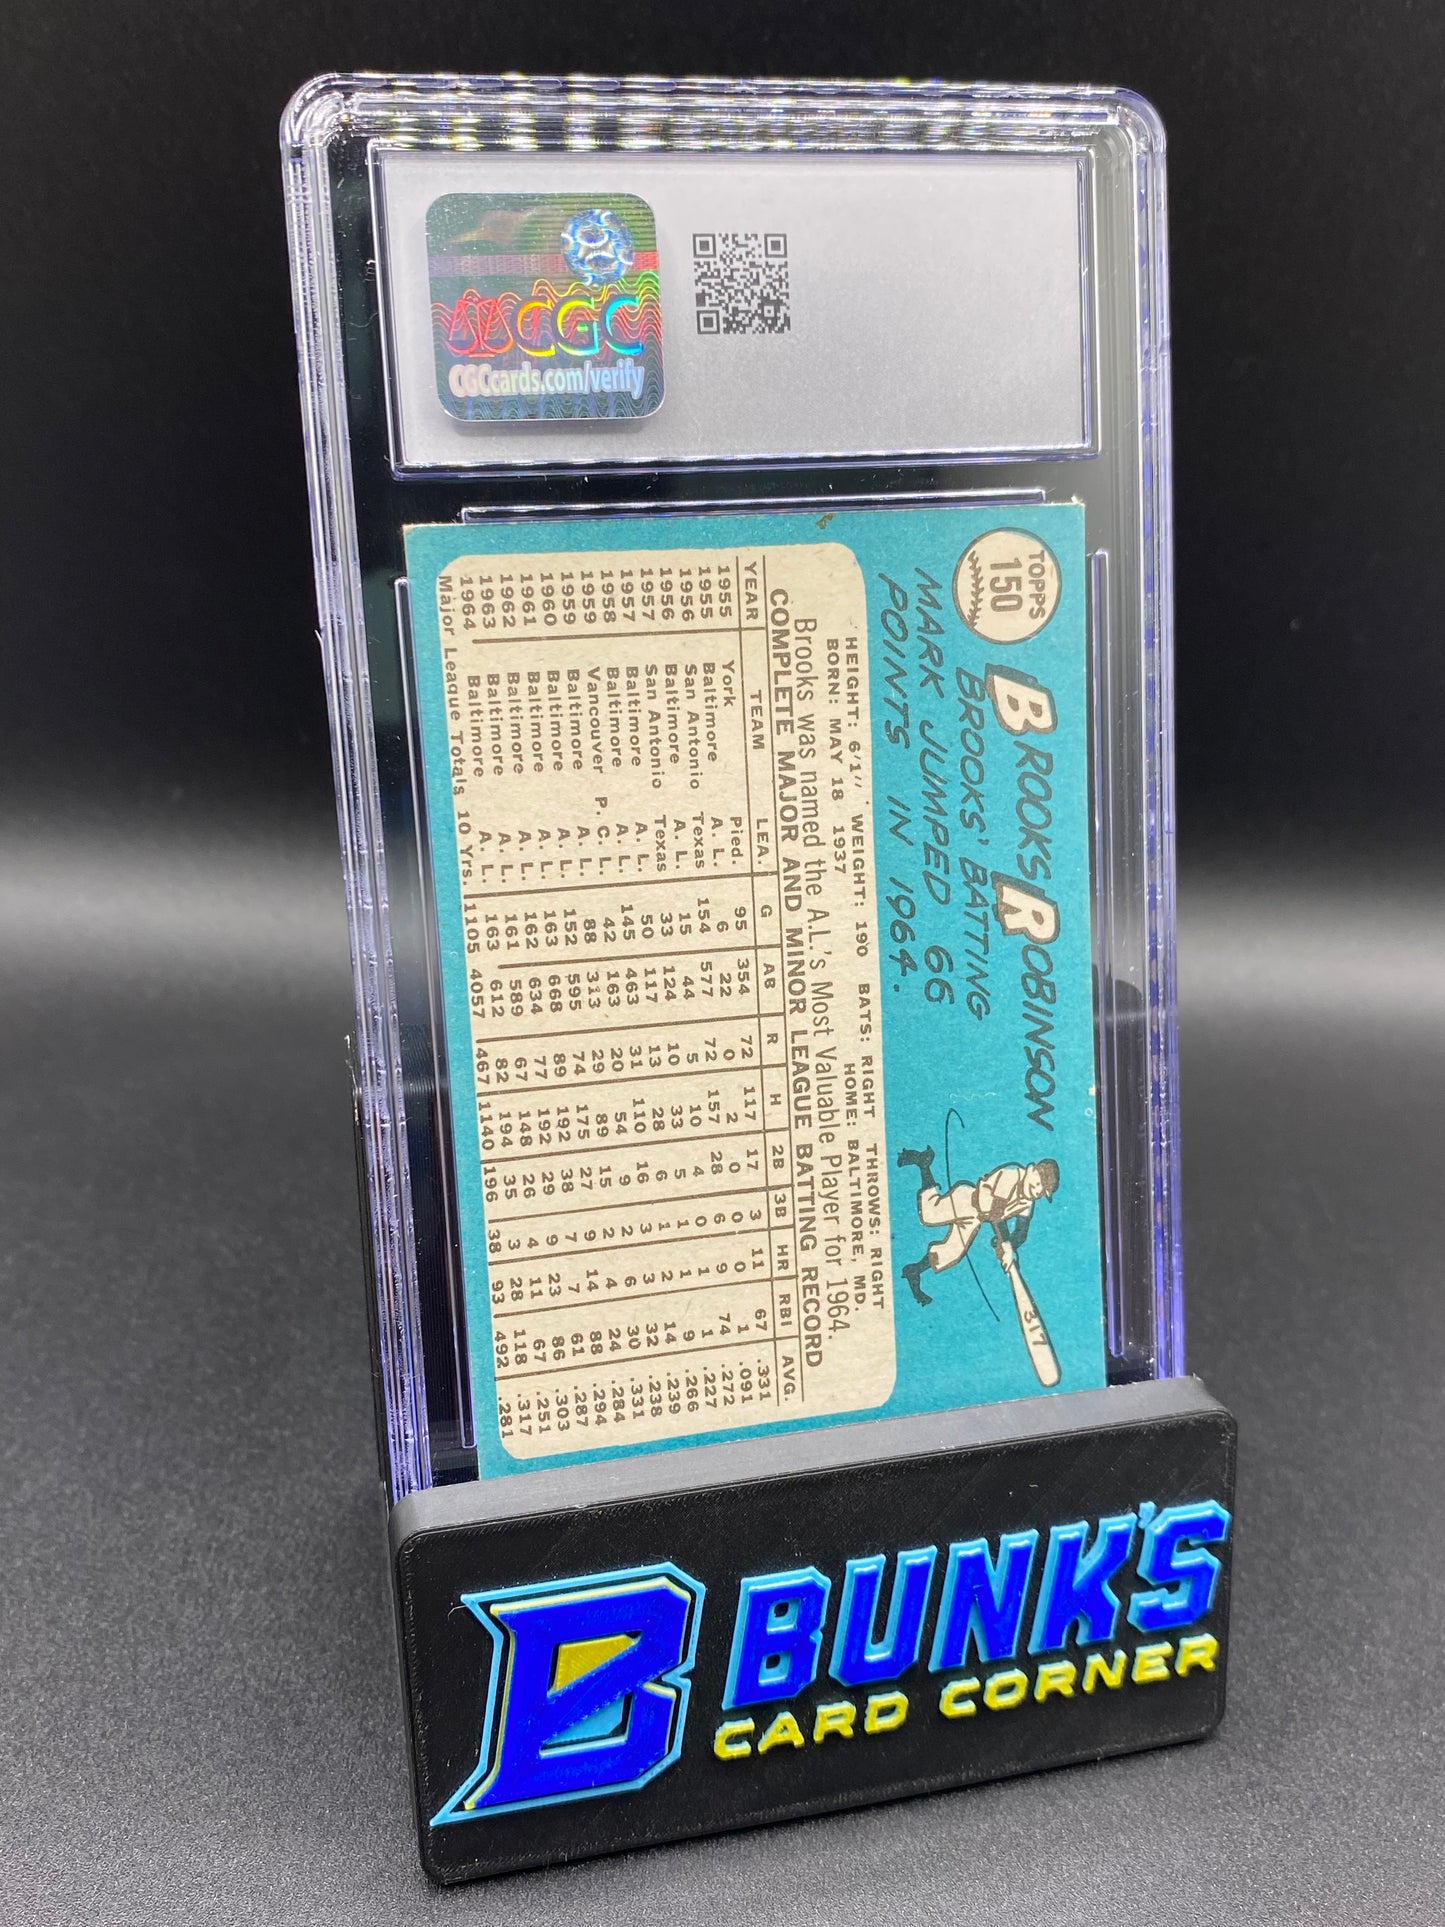 CGC
CGCcards.com/verify
TOPPS
150
BROOKS ROBINSON
BROOKS' BATTING
MARK JUMPED 66
POINTS IN 1964.
317
HEIGHT: 6'1" WEIGHT: 190 BATS: RIGHT THROWS: RIGHT
BORN: MAY 18 1937 HOME: BALTIMORE, MD.
Brooks was named the A.L.'s Most Valuable Player for 1964.
COMPLETE MAJOR AND MINOR LEAGUE BATTING RECORD
YEAR TEAM LEA. G AB R H 2B 3B HR RBI AVG.
1955 York Pied. 95 354 72 117 17 3 11 67 .331
1955 Baltimore A. L. 6 22 0 2 0 0 0 1 .091
1956 San Antonio Texas 154 577 72 157 28 6 9 74 .272
1956 Baltimore A. L. 15 44 5 10 4 0 1 1 .227
1957 San Antonio Texas 33 124 10 33 5 1 1 9 .266
1957 Baltimore A. L. 50 117 13 28 6 1 2 14 .239
1958 Baltimore A. L. 145 463 31 110 16 3 3 32 .238
1959 Vancouver P. C. L. 42 163 20 54 9 2 6 30 .331
1959 Baltimore A. L. 88 313 29 89 15 2 4 24 .284
1960 Baltimore A. L. 152 595 74 175 27 9 14 88 .294
1961 Baltimore A. L. 163 668 89 192 38 7 7 61 .287
1962 Baltimore A. L. 162 634 77 192 29 9 23 86 .303
1963 Baltimore A. L. 161 589 67 148 26 4 11 67 .251
1964 Baltimore A. L. 163 612 82 194 35 3 28 118 .317
Major League Totals 10 Yrs. 1105 4057 467 1140 196 38 93 492 .281
B BUNK'S
CARD CORNER